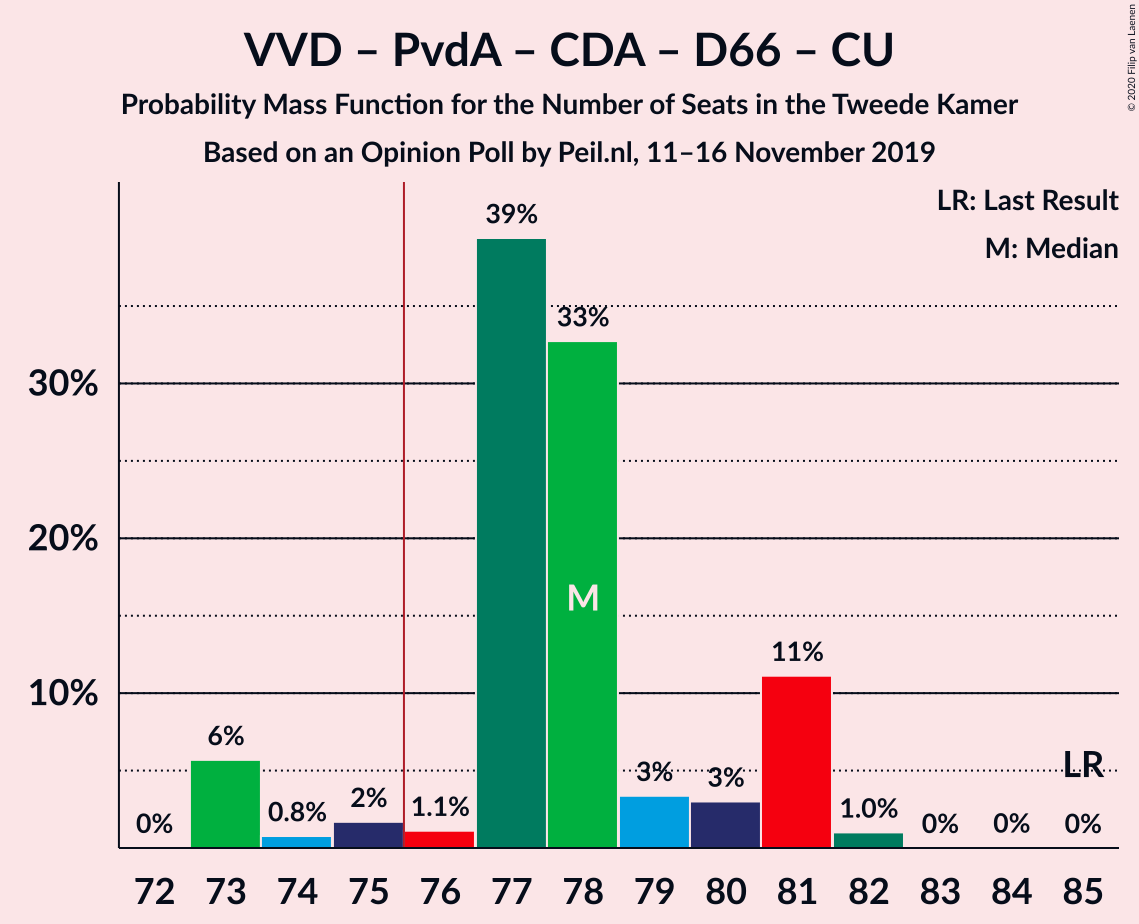 VVD – PvdA – CDA – D66 – CU
Probability Mass Function for the Number of Seats in the Tweede Kamer
Based on an Opinion Poll by Peil.nl, 11–16 November 2019
© 2020 Filip van Laenen
LR: Last Result
M: Median
30%
20%
10%
0%
6%
0.8%
2%
1.1%
39%
33%
3%
3%
11%
1.0%
0%
0%
0%
M
LR
72 73 74 75 76 77 78 79 80 81 82 83 84 85